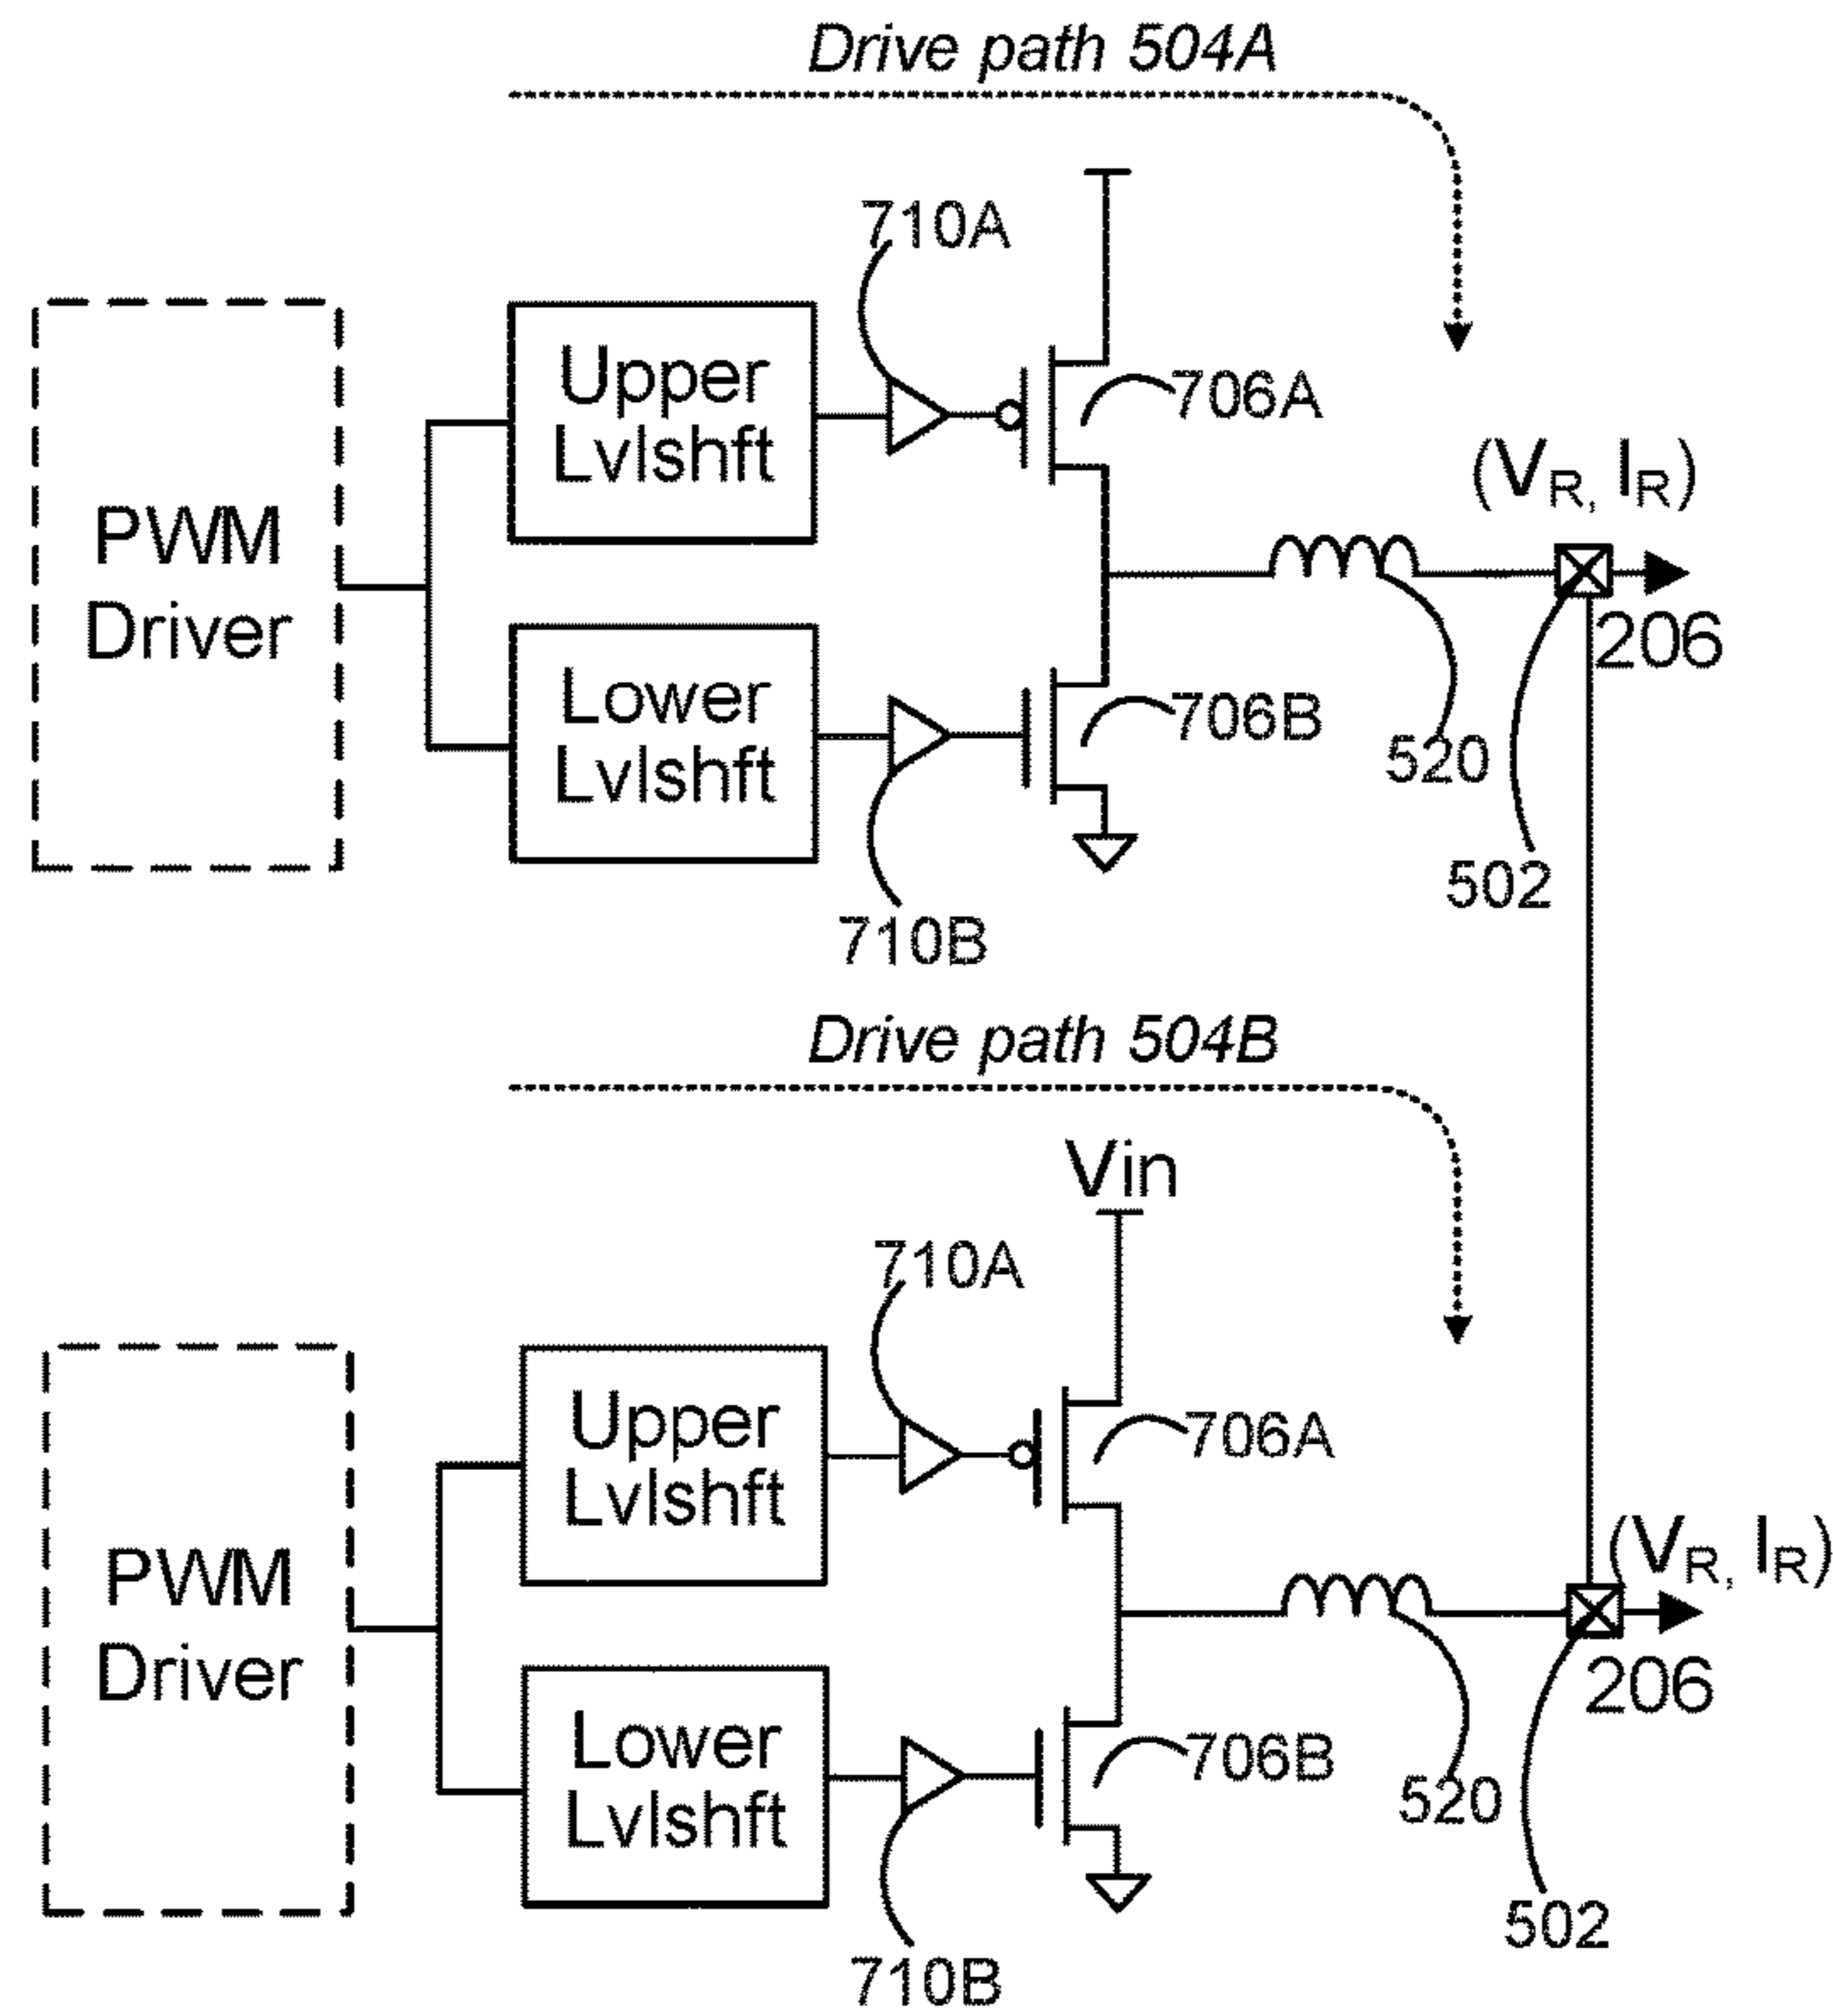 Drive path 504A
710A
Upper
Lvlshft
706A
(VR, IR)
PWM
Driver
206
Lower
Lvlshft
706B
520
502
710B
Drive path 504B
Vin
710A
Upper
Lvlshft
706A
(VR, IR)
PWM
Driver
206
Lower
Lvlshft
706B
520
502
710B